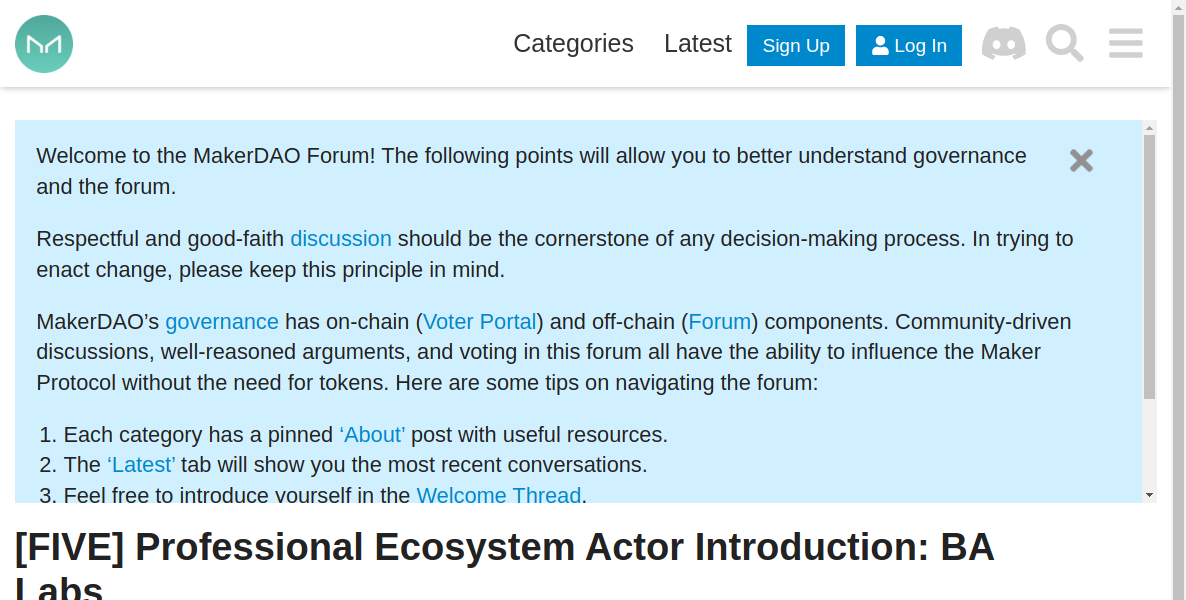 Categories Latest Sign Up Log In
Welcome to the MakerDAO Forum! The following points will allow you to better understand governance
and the forum.
Respectful and good-faith discussion should be the cornerstone of any decision-making process. In trying to
enact change, please keep this principle in mind.
MakerDAO’s governance has on-chain (Voter Portal) and off-chain (Forum) components. Community-driven
discussions, well-reasoned arguments, and voting in this forum all have the ability to influence the Maker
Protocol without the need for tokens. Here are some tips on navigating the forum:
1. Each category has a pinned ‘About’ post with useful resources.
2. The ‘Latest’ tab will show you the most recent conversations.
3. Feel free to introduce yourself in the Welcome Thread.
[FIVE] Professional Ecosystem Actor Introduction: BA
Labs